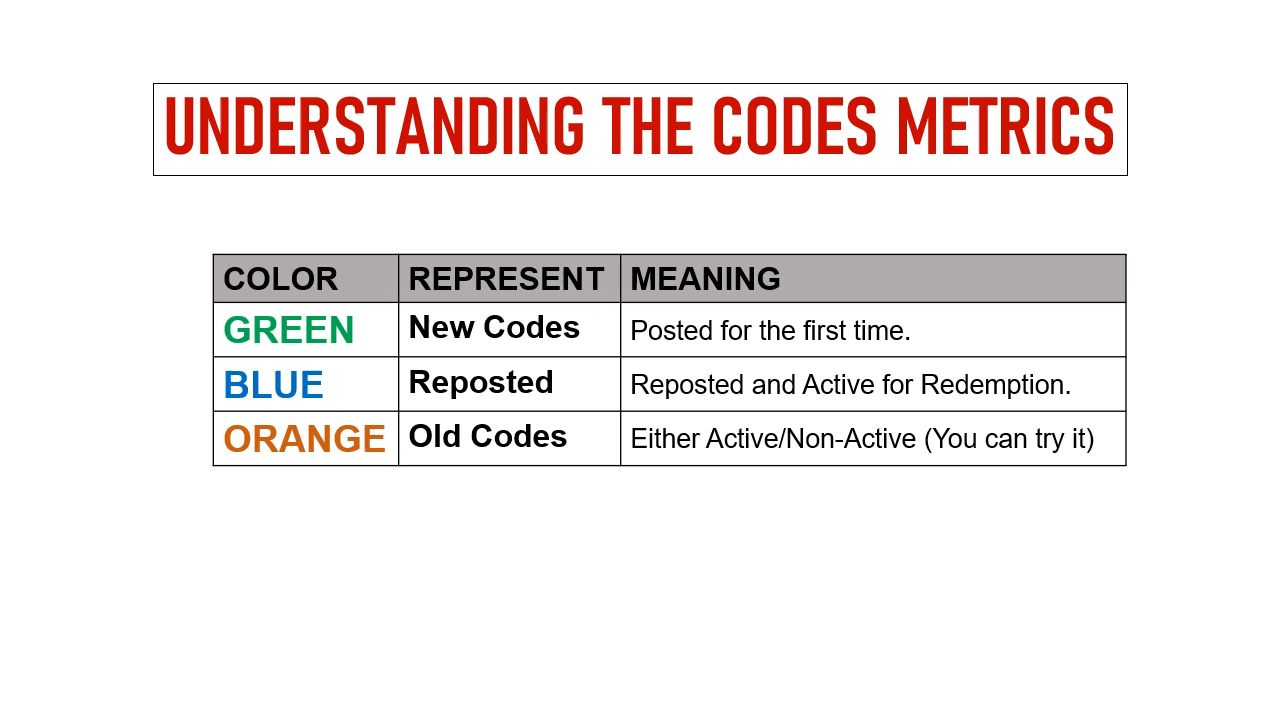 UNDERSTANDING THE CODES METRICS
COLOR REPRESENT MEANING
GREEN New Codes Posted for the first time.
BLUE Reposted Reposted and Active for Redemption.
ORANGE Old Codes Either Active/Non-Active (You can try it)